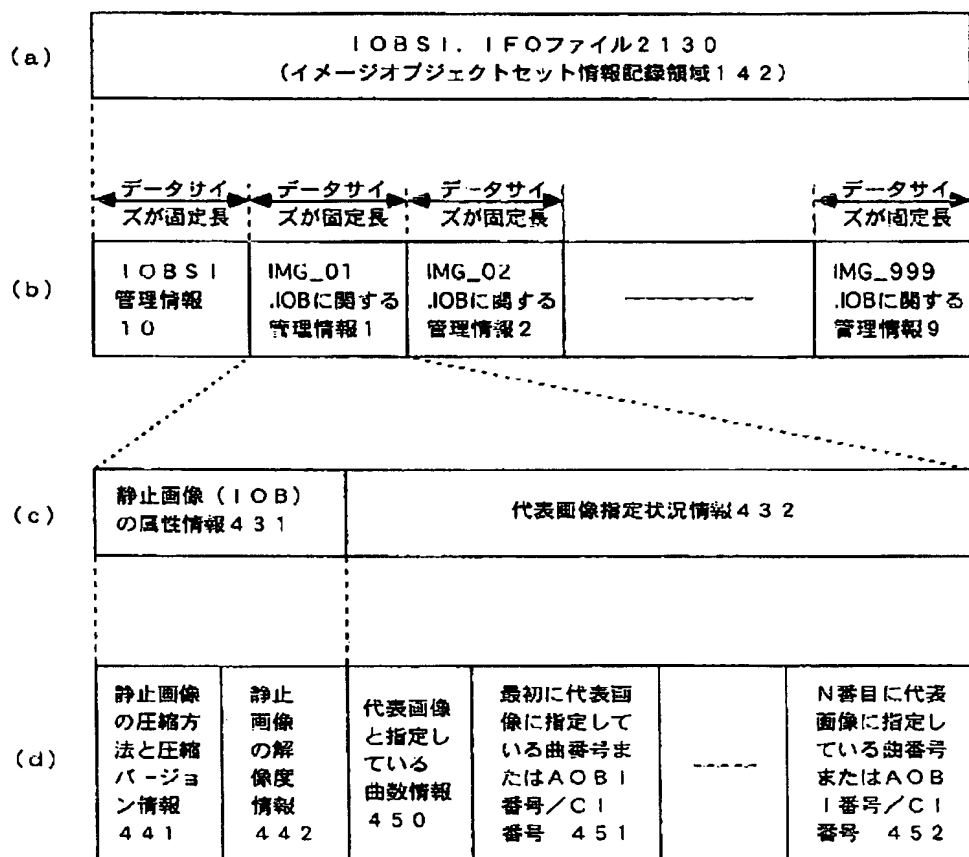 (a)
IOBSI.IFOファイル2130
(イメージオブジェクトセット情報記録領域142)
データサイ
ズが固定長
データサイ
ズが固定長
データサイ
ズが固定長
データサイ
ズが固定長
(b)
IOBSI
管理情報
10
IMG_01
.IOBに関する
管理情報1
IMG_02
.IOBに関する
管理情報2
IMG_999
.IOBに関する
管理情報9
(c)
静止画像(IOB)
の属性情報431
代表画像指定状況情報432
(d)
静止画像
の圧縮方
法と圧縮
バージョ
ン情報
441
静止
画像
の解
像度
情報
442
代表画像
と指定し
ている
曲数情報
450
最初に代表画
像に指定して
いる曲番号ま
たはAOBI
番号/CI
番号 451
N番目に代表
画像に指定し
ている曲番号
またはAOB
I番号/CI
番号 452